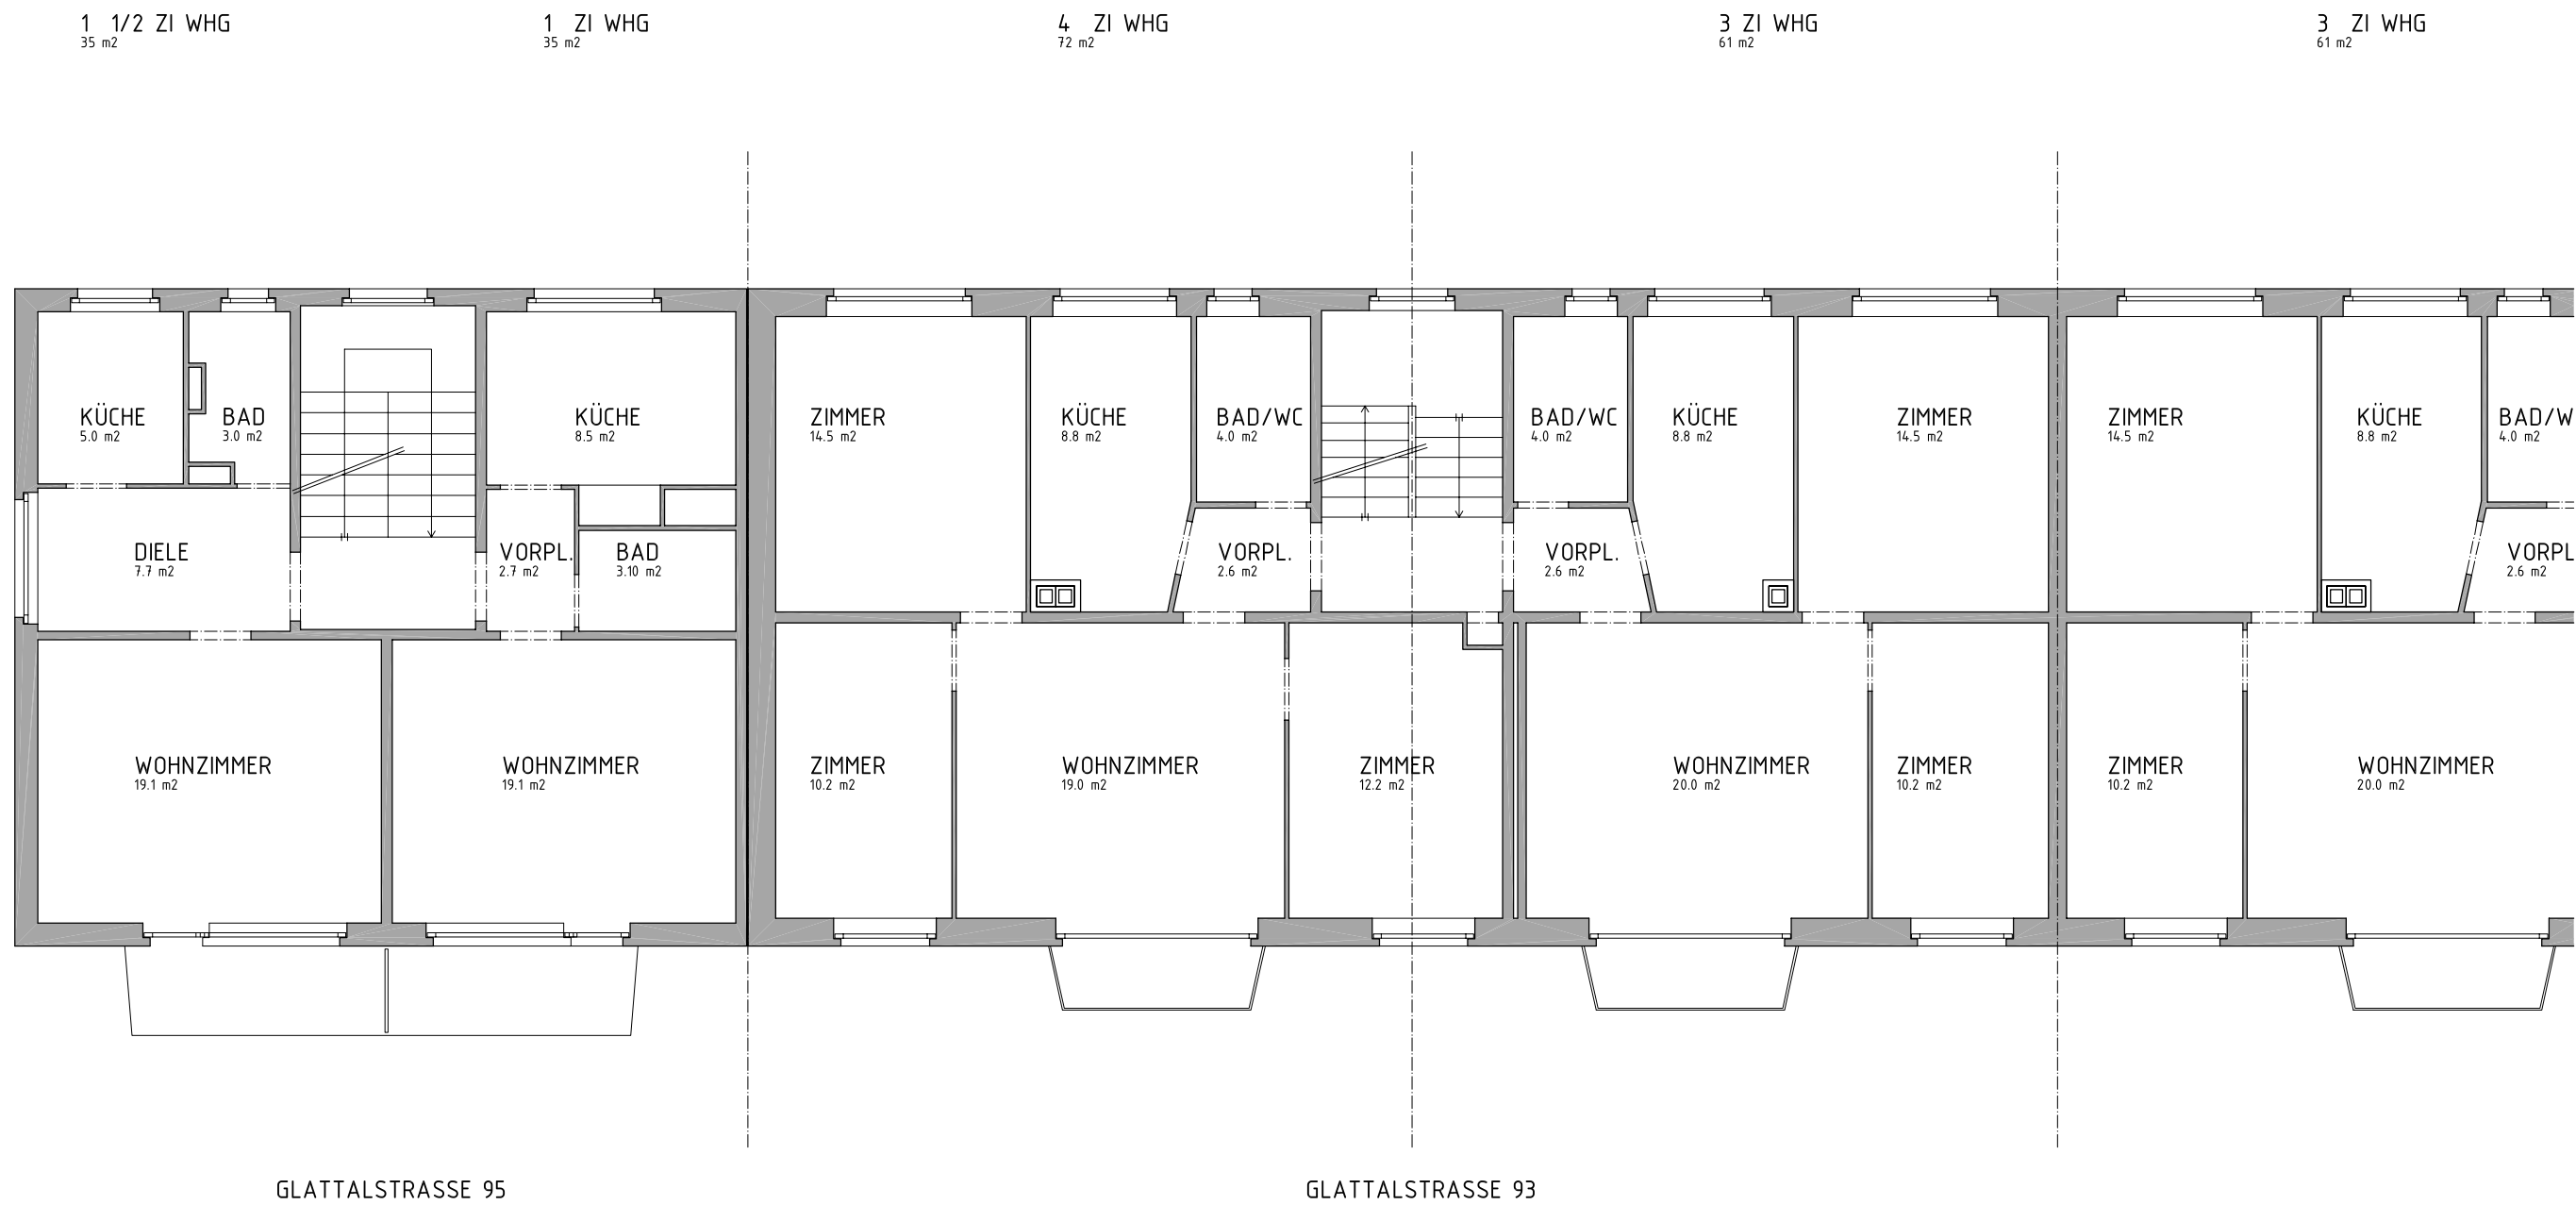 1 1/2 ZI WHG
35 m2
1 ZI WHG
35 m2
4 ZI WHG
72 m2
3 ZI WHG
61 m2
3 ZI WHG
61 m2
KÜCHE
5.0 m2
BAD
3.0 m2
KÜCHE
8.5 m2
ZIMMER
14.5 m2
KÜCHE
8.8 m2
BAD/WC
4.0 m2
BAD/WC
4.0 m2
KÜCHE
8.8 m2
ZIMMER
14.5 m2
ZIMMER
14.5 m2
KÜCHE
8.8 m2
BAD/W
4.0 m2
DIELE
7.7 m2
VORPL.
2.7 m2
BAD
3.10 m2
VORPL.
2.6 m2
VORPL.
2.6 m2
VORPL
2.6 m2
WOHNZIMMER
19.1 m2
WOHNZIMMER
19.1 m2
ZIMMER
10.2 m2
WOHNZIMMER
19.0 m2
ZIMMER
12.2 m2
WOHNZIMMER
20.0 m2
ZIMMER
10.2 m2
ZIMMER
10.2 m2
WOHNZIMMER
20.0 m2
GLATTALSTRASSE 95
GLATTALSTRASSE 93